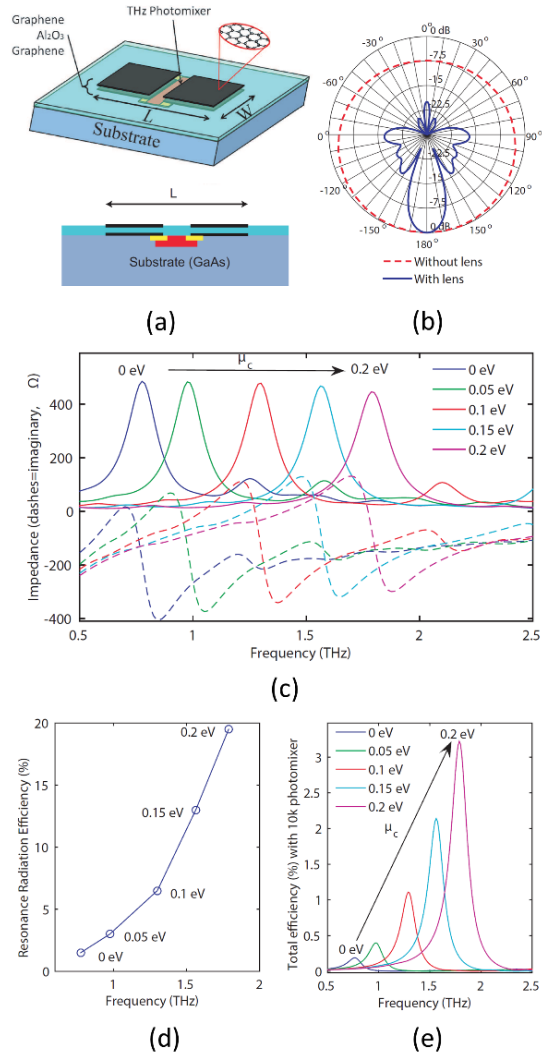 Graphene
Al₂O₃
Graphene
THz Photomixer
L
W
Substrate
L
Substrate (GaAs)
(a)
0 dB
-30°
30°
-7.5
-60°
60°
-15
-22.5
0°
90°
-22.5
-15
-120°
120°
-7.5
-150°
150°
0 dB
180°
Without lens
With lens
(b)
Impedance (dashes=imaginary, Ω)
400
200
0
-200
-400
0 eV
μc
0.2 eV
0 eV
0.05 eV
0.1 eV
0.15 eV
0.2 eV
0.5
1
1.5
2
2.5
Frequency (THz)
(c)
Resonance Radiation Efficiency (%)
20
15
10
5
0
0.2 eV
0.15 eV
0.1 eV
0.05 eV
0 eV
1
1.5
2
Frequency (THz)
(d)
Total efficiency (%) with 10k photomixer
3
2.5
2
1.5
1
0.5
0
0 eV
0.05 eV
0.1 eV
0.15 eV
0.2 eV
0.2 eV
μc
0 eV
0.5
1
1.5
2
2.5
Frequency (THz)
(e)